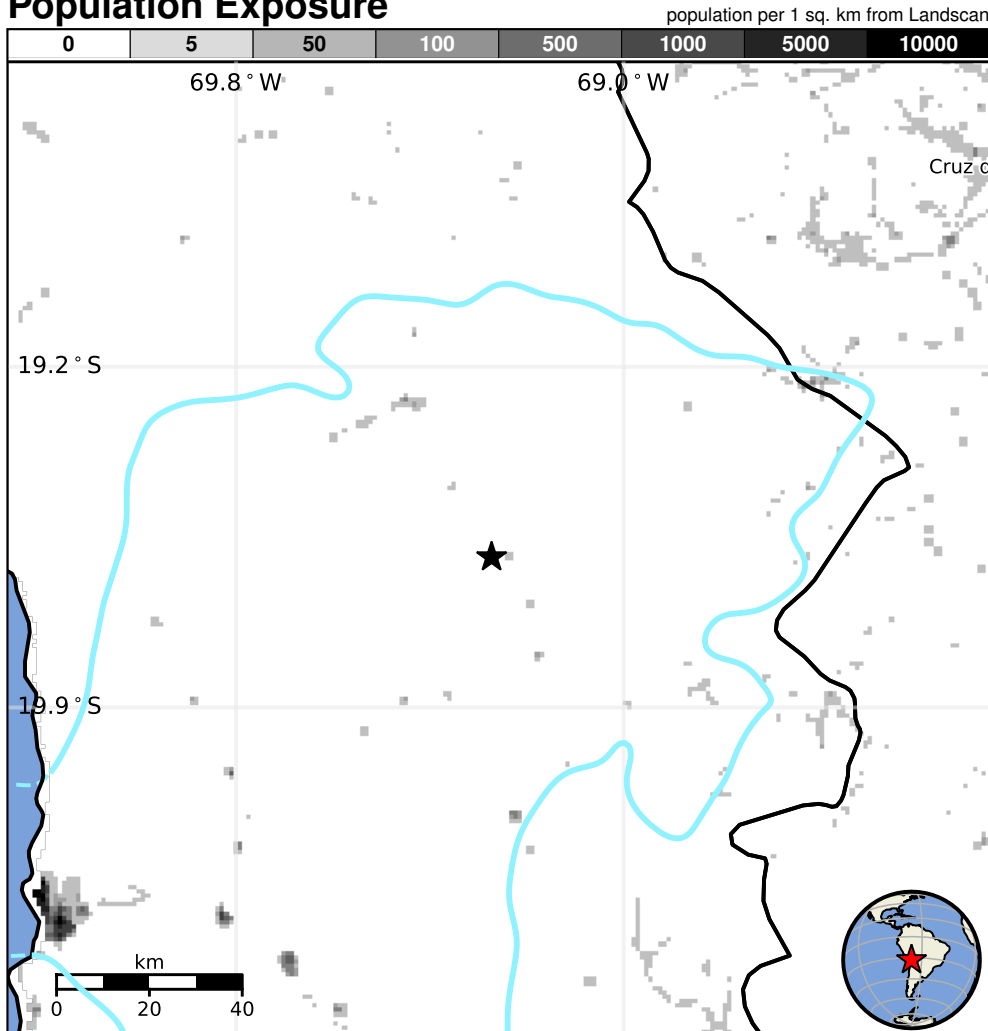 Population Exposure
population per 1 sq. km from Landscan
0 5 50 100 500 1000 5000 10000
69.8°W 69.0°W
Cruz d
19.2°S
19.9°S
km
0 20 40